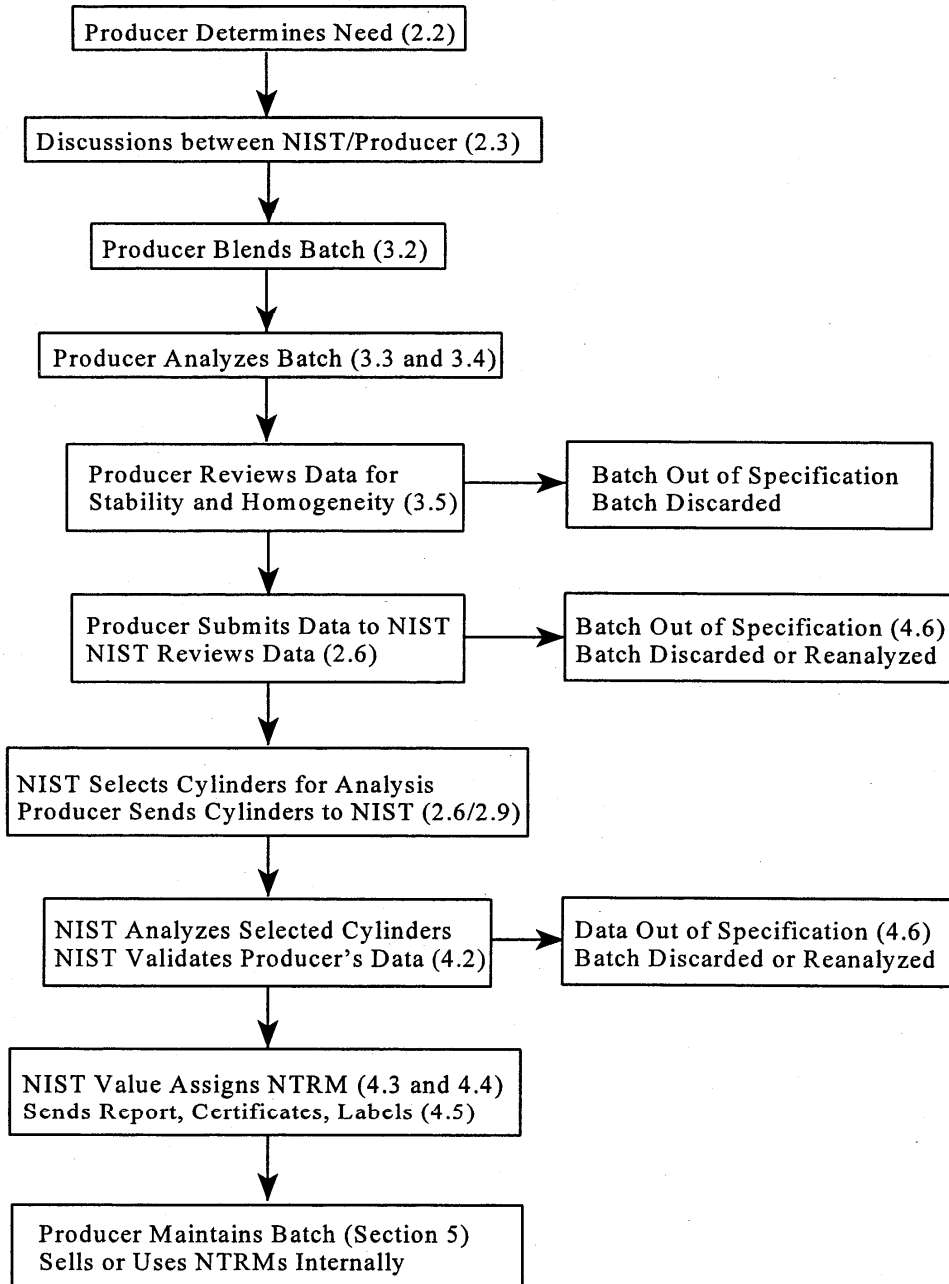 Producer Determines Need (2.2)
Discussions between NIST/Producer (2.3)
Producer Blends Batch (3.2)
Producer Analyzes Batch (3.3 and 3.4)
Producer Reviews Data for
Stability and Homogeneity (3.5)
Batch Out of Specification
Batch Discarded
Producer Submits Data to NIST
NIST Reviews Data (2.6)
Batch Out of Specification (4.6)
Batch Discarded or Reanalyzed
NIST Selects Cylinders for Analysis
Producer Sends Cylinders to NIST (2.6/2.9)
NIST Analyzes Selected Cylinders
NIST Validates Producer's Data (4.2)
Data Out of Specification (4.6)
Batch Discarded or Reanalyzed
NIST Value Assigns NTRM (4.3 and 4.4)
Sends Report, Certificates, Labels (4.5)
Producer Maintains Batch (Section 5)
Sells or Uses NTRMs Internally